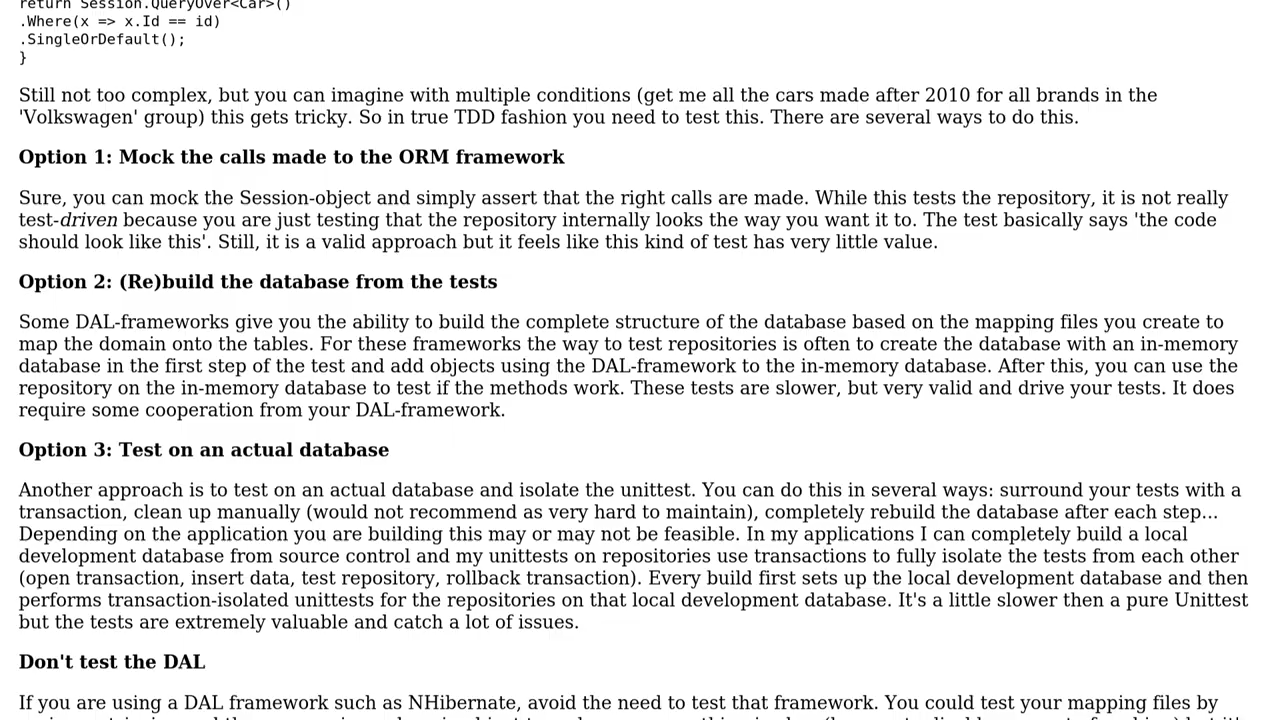 return Session.QueryOver<Car>()
.Where(x => x.Id == id)
.SingleOrDefault();
}
Still not too complex, but you can imagine with multiple conditions (get me all the cars made after 2010 for all brands in the
'Volkswagen' group) this gets tricky. So in true TDD fashion you need to test this. There are several ways to do this.
Option 1: Mock the calls made to the ORM framework
Sure, you can mock the Session-object and simply assert that the right calls are made. While this tests the repository, it is not really
test-driven because you are just testing that the repository internally looks the way you want it to. The test basically says 'the code
should look like this'. Still, it is a valid approach but it feels like this kind of test has very little value.
Option 2: (Re)build the database from the tests
Some DAL-frameworks give you the ability to build the complete structure of the database based on the mapping files you create to
map the domain onto the tables. For these frameworks the way to test repositories is often to create the database with an in-memory
database in the first step of the test and add objects using the DAL-framework to the in-memory database. After this, you can use the
repository on the in-memory database to test if the methods work. These tests are slower, but very valid and drive your tests. It does
require some cooperation from your DAL-framework.
Option 3: Test on an actual database
Another approach is to test on an actual database and isolate the unittest. You can do this in several ways: surround your tests with a
transaction, clean up manually (would not recommend as very hard to maintain), completely rebuild the database after each step...
Depending on the application you are building this may or may not be feasible. In my applications I can completely build a local
development database from source control and my unittests on repositories use transactions to fully isolate the tests from each other
(open transaction, insert data, test repository, rollback transaction). Every build first sets up the local development database and then
performs transaction-isolated unittests for the repositories on that local development database. It's a little slower then a pure Unittest
but the tests are extremely valuable and catch a lot of issues.
Don't test the DAL
If you are using a DAL framework such as NHibernate, avoid the need to test that framework. You could test your mapping files by